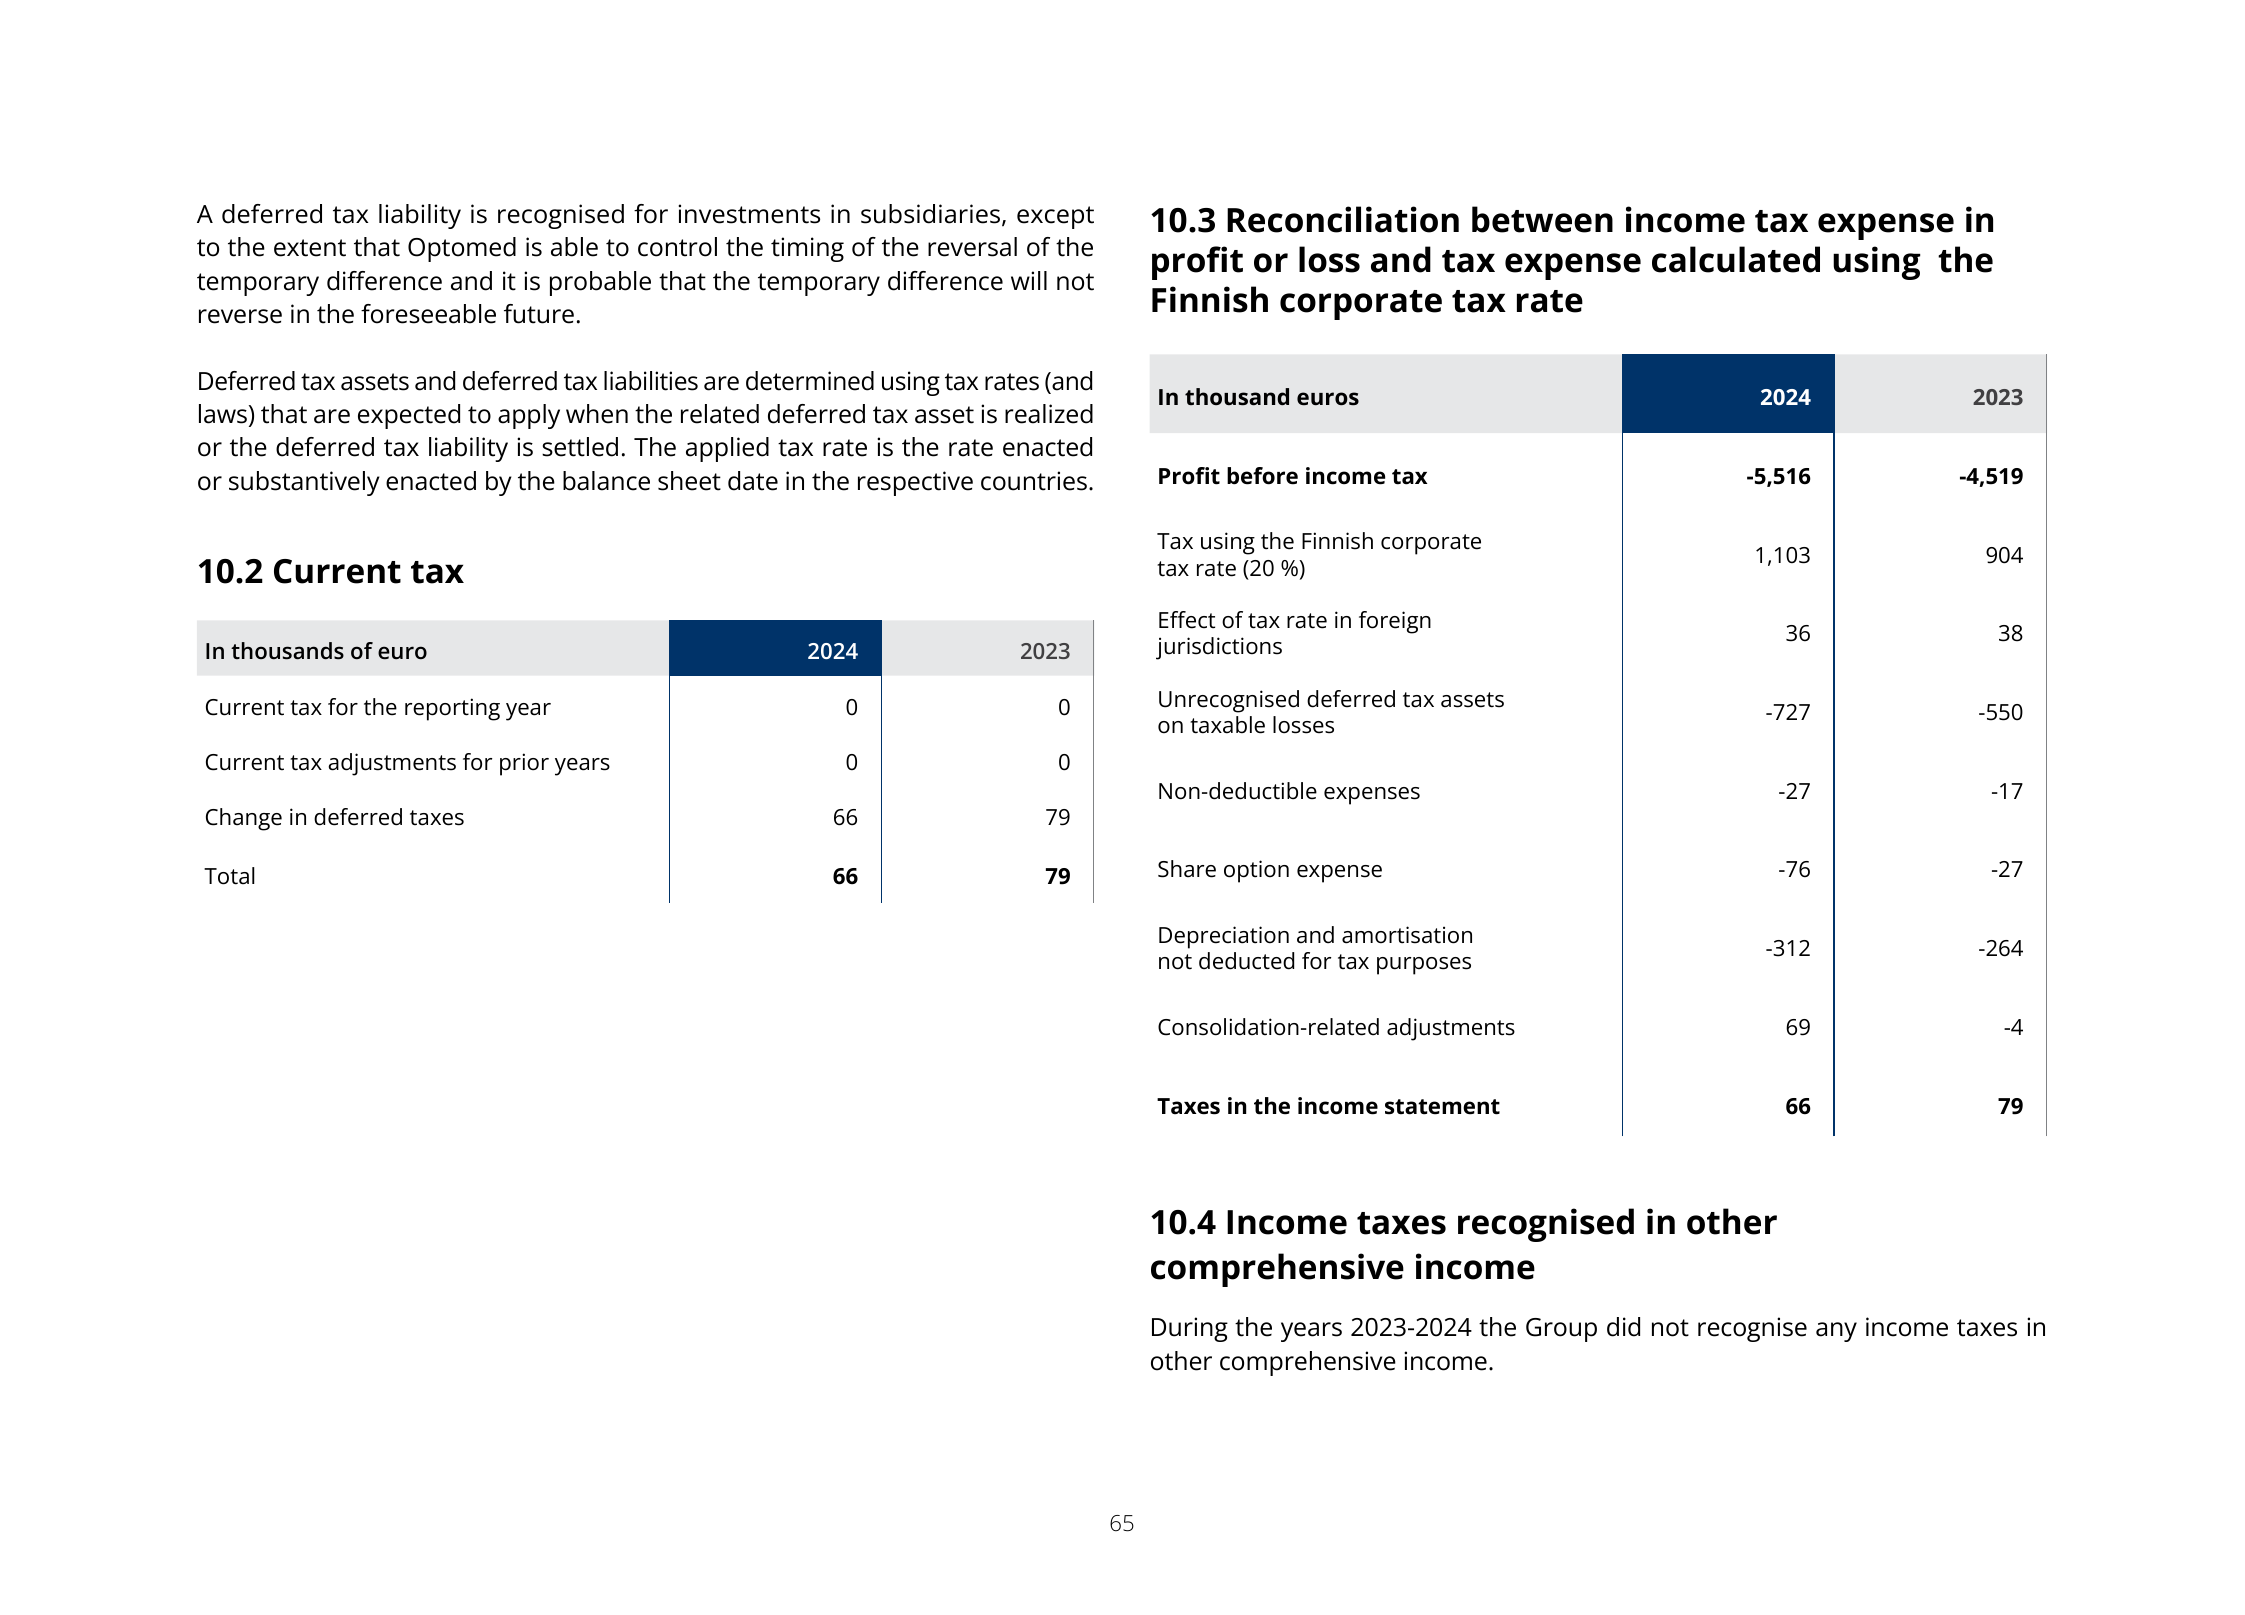 A deferred tax liability is recognised for investments in subsidiaries, except
to the extent that Optomed is able to control the timing of the reversal of the
temporary difference and it is probable that the temporary difference will not
reverse in the foreseeable future.
Deferred tax assets and deferred tax liabilities are determined using tax rates (and
laws) that are expected to apply when the related deferred tax asset is realized
or the deferred tax liability is settled. The applied tax rate is the rate enacted
or substantively enacted by the balance sheet date in the respective countries.
10.2 Current tax
In thousands of euro 2024 2023
Current tax for the reporting year 0 0
Current tax adjustments for prior years 0 0
Change in deferred taxes 66 79
Total 66 79
10.3 Reconciliation between income tax expense in
profit or loss and tax expense calculated using the
Finnish corporate tax rate
In thousand euros 2024 2023
Profit before income tax -5,516 -4,519
Tax using the Finnish corporate
tax rate (20 %) 1,103 904
Effect of tax rate in foreign
jurisdictions 36 38
Unrecognised deferred tax assets
on taxable losses -727 -550
Non-deductible expenses -27 -17
Share option expense -76 -27
Depreciation and amortisation
not deducted for tax purposes -312 -264
Consolidation-related adjustments 69 -4
Taxes in the income statement 66 79
10.4 Income taxes recognised in other
comprehensive income
During the years 2023-2024 the Group did not recognise any income taxes in
other comprehensive income.
65